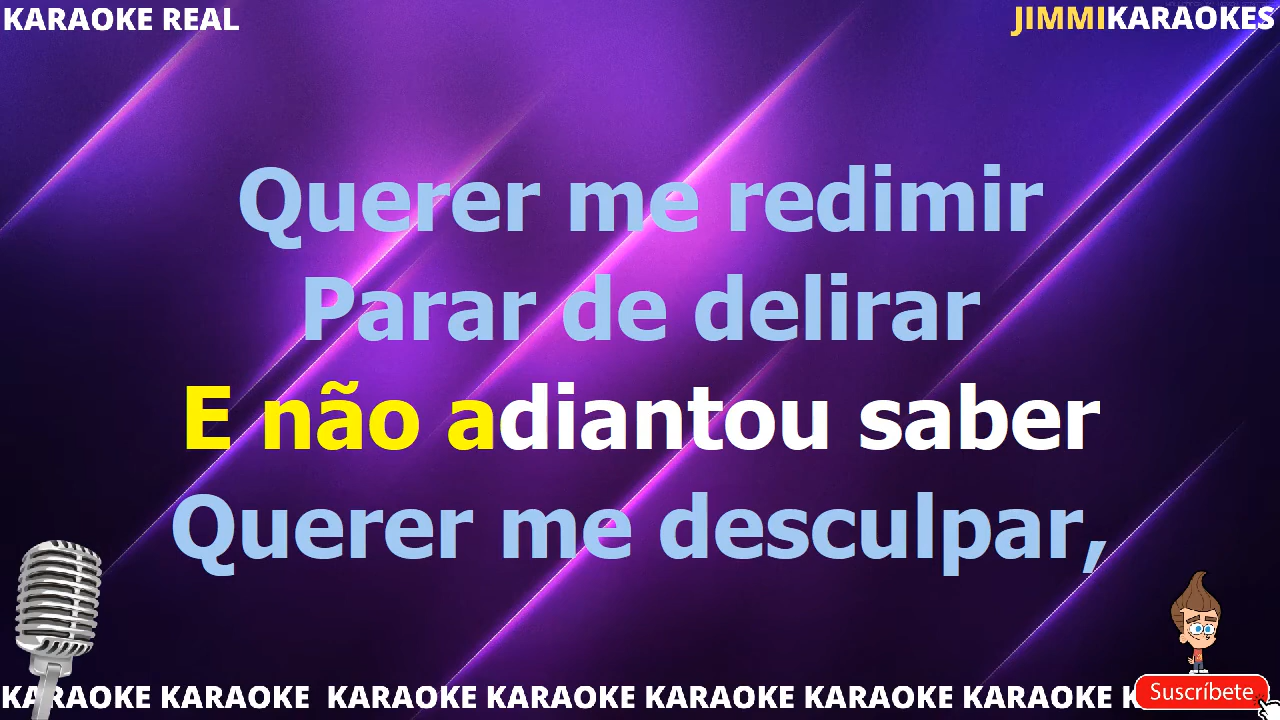 KARAOKE REAL
JIMMIKARAOKES
Querer me redimir
Parar de delirar
E não adiantou saber
Querer me desculpar,
KARAOKE KARAOKE KARAOKE KARAOKE KARAOKE KARAOKE KARAOKE K
Suscríbete